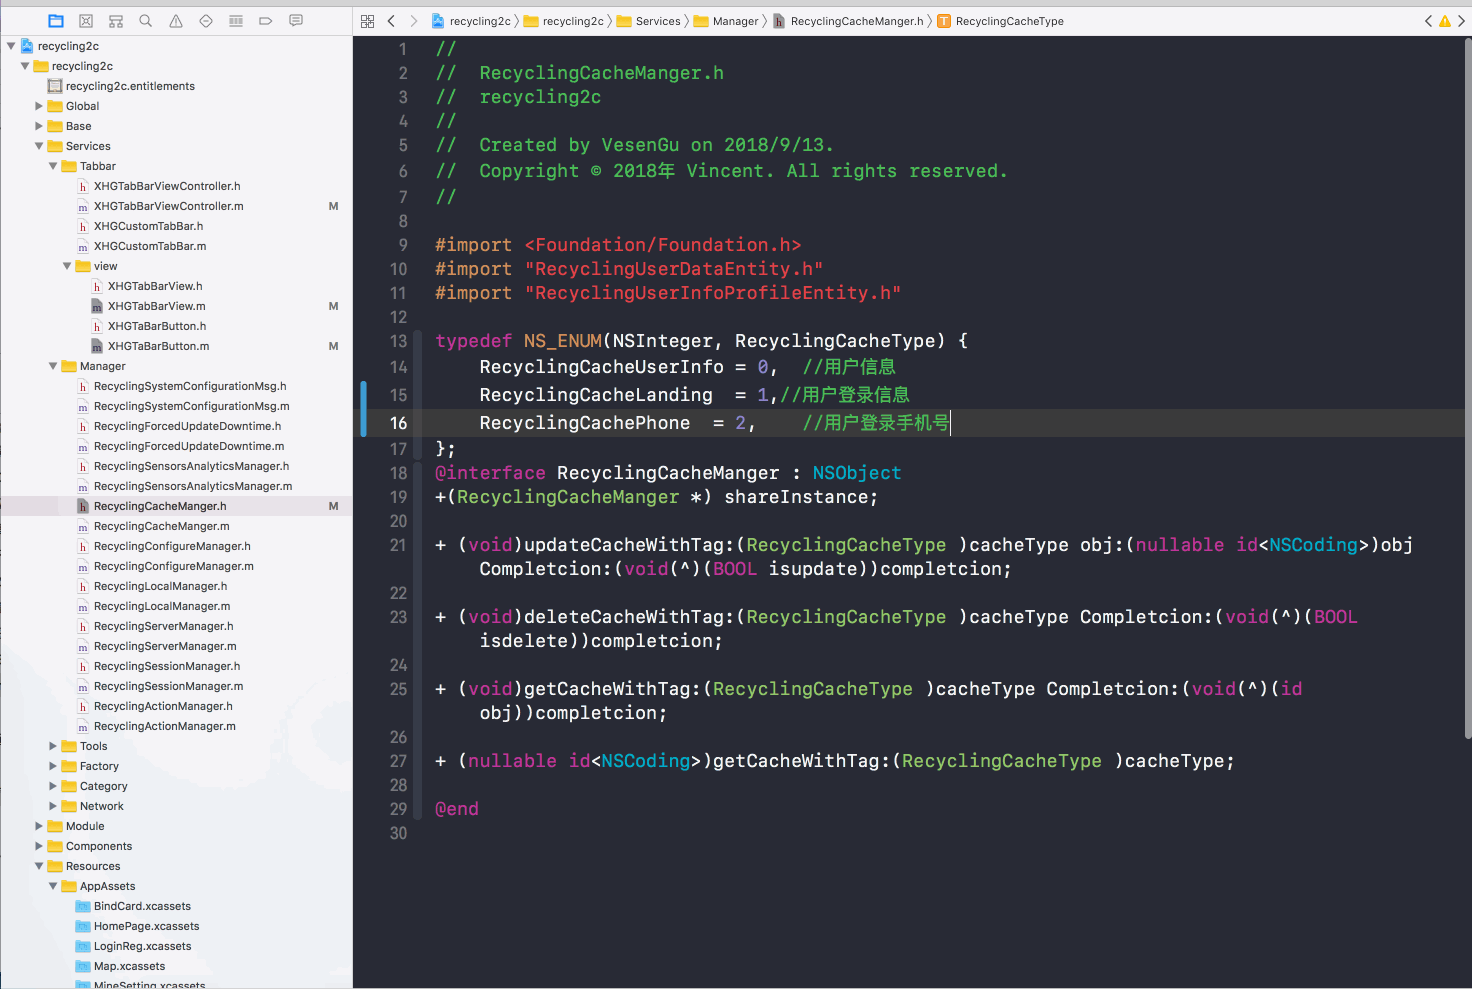 recycling2c
recycling2c
recycling2c.entitlements
Global
Base
Services
Tabbar
XHGTabBarViewController.h
XHGTabBarViewController.m M
XHGCustomTabBar.h
XHGCustomTabBar.m
view
XHGTabBarView.h
XHGTabBarView.m M
XHGTaBarButton.h
XHGTaBarButton.m M
Manager
RecyclingSystemConfigurationMsg.h
RecyclingSystemConfigurationMsg.m
RecyclingForcedUpdateDowntime.h
RecyclingForcedUpdateDowntime.m
RecyclingSensorsAnalyticsManager.h
RecyclingSensorsAnalyticsManager.m
RecyclingCacheManger.h M
RecyclingCacheManger.m
RecyclingConfigureManager.h
RecyclingConfigureManager.m
RecyclingLocalManager.h
RecyclingLocalManager.m
RecyclingServerManager.h
RecyclingServerManager.m
RecyclingSessionManager.h
RecyclingSessionManager.m
RecyclingActionManager.h
RecyclingActionManager.m
Tools
Factory
Category
Network
Module
Components
Resources
AppAssets
BindCard.xcassets
HomePage.xcassets
LoginReg.xcassets
Map.xcassets
MineSetting.xcassets
recycling2c recycling2c Services Manager RecyclingCacheManger.h T RecyclingCacheType
1 //
2 //  RecyclingCacheManger.h
3 //  recycling2c
4 //
5 //  Created by VesenGu on 2018/9/13.
6 //  Copyright © 2018年 Vincent. All rights reserved.
7 //
8
9 #import <Foundation/Foundation.h>
10 #import "RecyclingUserDataEntity.h"
11 #import "RecyclingUserInfoProfileEntity.h"
12
13 typedef NS_ENUM(NSInteger, RecyclingCacheType) {
14     RecyclingCacheUserInfo = 0,  //用户信息
15     RecyclingCacheLanding  = 1,//用户登录信息
16     RecyclingCachePhone  = 2,    //用户登录手机号
17 };
18 @interface RecyclingCacheManger : NSObject
19 +(RecyclingCacheManger *) shareInstance;
20
21 + (void)updateCacheWithTag:(RecyclingCacheType )cacheType obj:(nullable id<NSCoding>)obj
Completcion:(void(^)(BOOL isupdate))completcion;
22
23 + (void)deleteCacheWithTag:(RecyclingCacheType )cacheType Completcion:(void(^)(BOOL
isdelete))completcion;
24
25 + (void)getCacheWithTag:(RecyclingCacheType )cacheType Completcion:(void(^)(id
obj))completcion;
26
27 + (nullable id<NSCoding>)getCacheWithTag:(RecyclingCacheType )cacheType;
28
29 @end
30